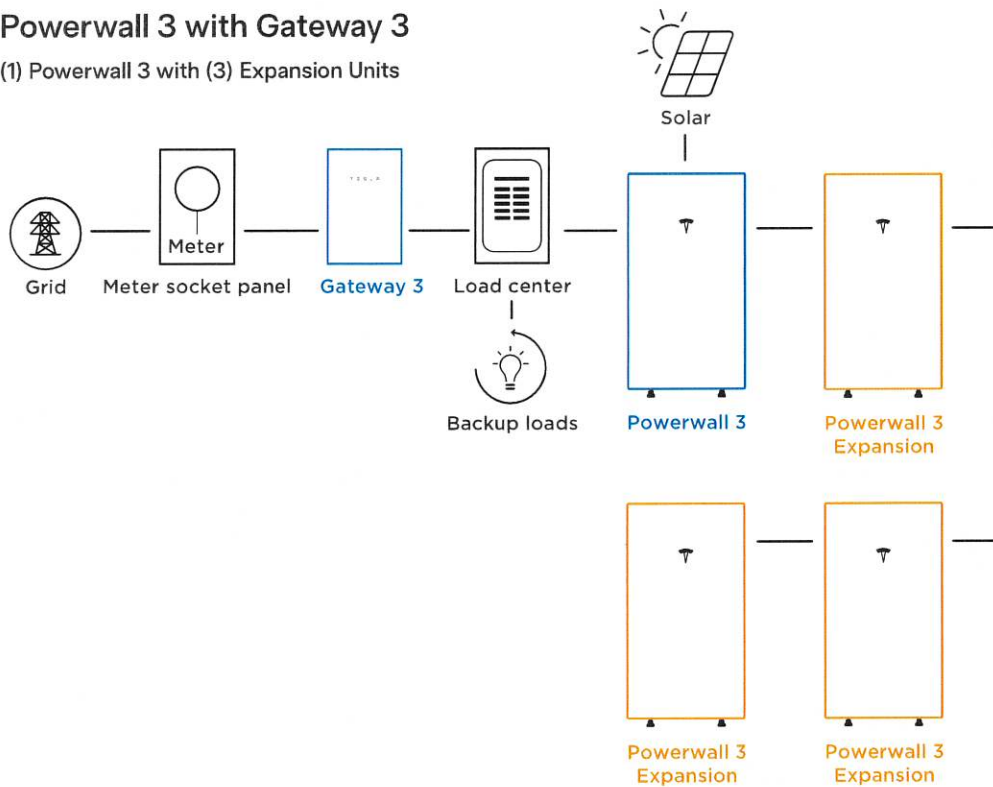 Powerwall 3 with Gateway 3
(1) Powerwall 3 with (3) Expansion Units
Solar
TESLA
Meter
Grid
Meter socket panel
Gateway 3
Load center
Backup loads
Powerwall 3
Powerwall 3
Expansion
Powerwall 3
Expansion
Powerwall 3
Expansion